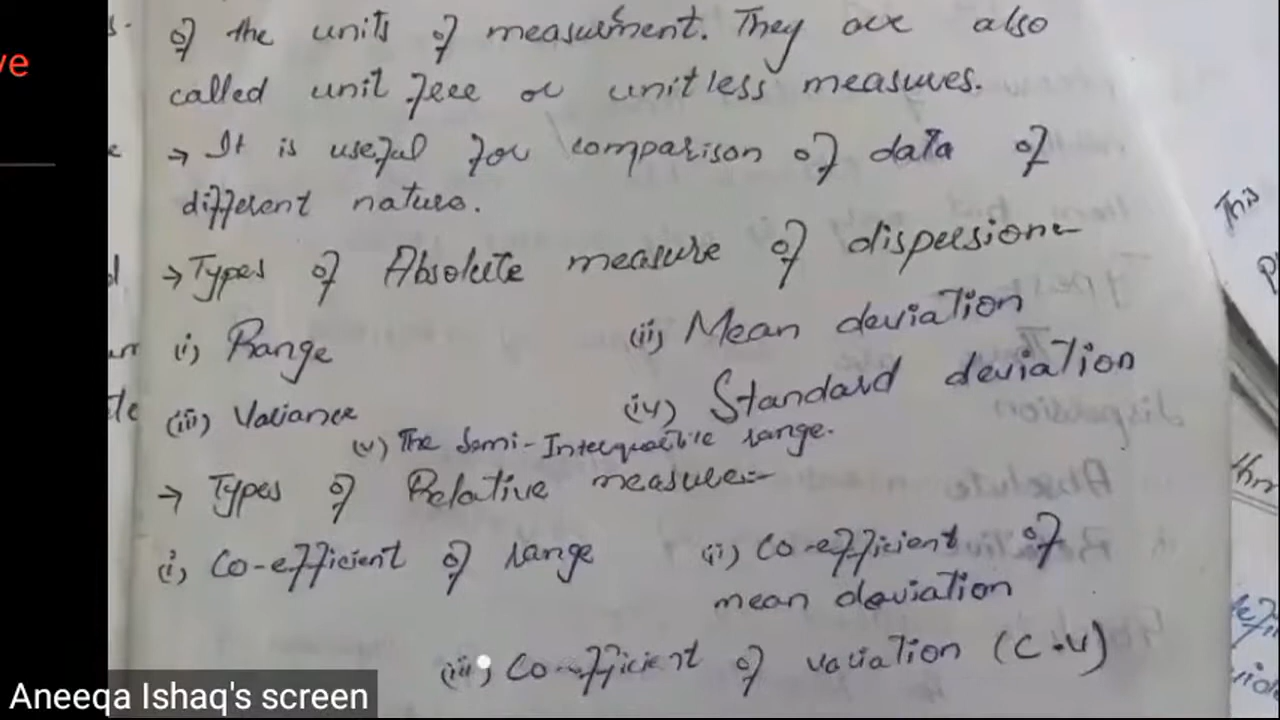 of the units of measurment. They are also
called unit free or unitless measures.
→ It is useful for comparison of data of
different nature.
→ Types of Absolute measure of dispersion:-
(i) Range (ii) Mean deviation
(iii) Variance (iv) Standard deviation
(v) The Semi-Interquartile range.
→ Types of Relative measure:-
(i) Co-efficient of range (ii) Co-efficient of
mean deviation
(iii) Co-efficient of variation (C.V)
This
Aneeqa Ishaq's screen